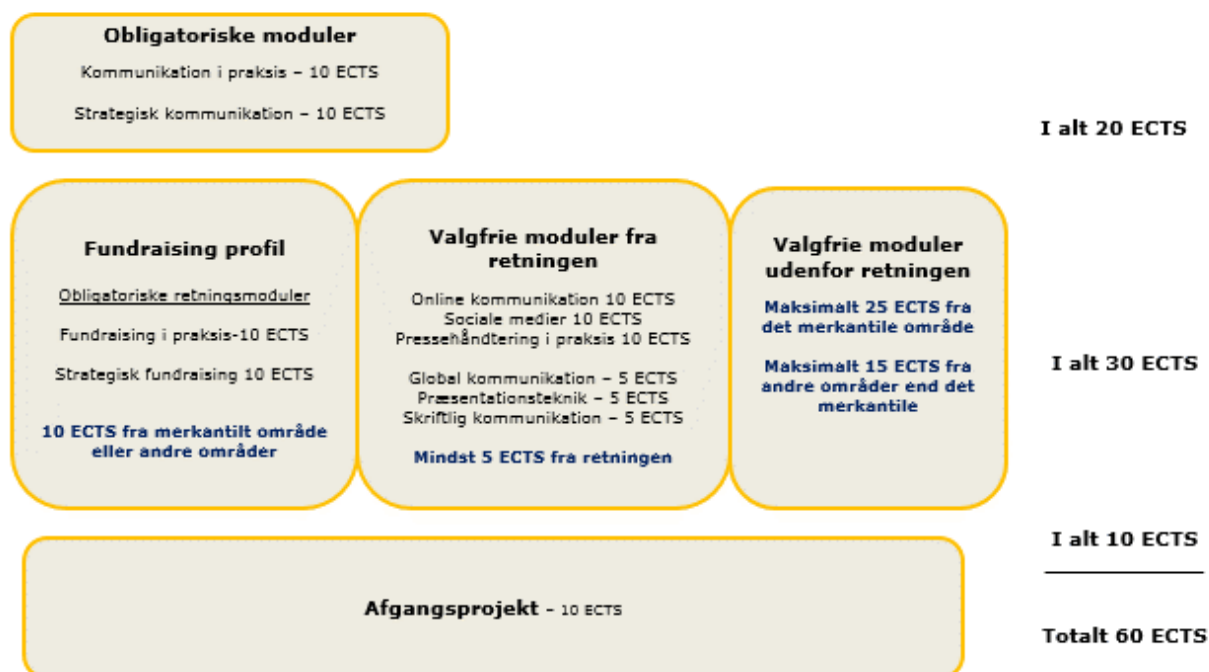 Obligatoriske moduler
Kommunikation i praksis – 10 ECTS
Strategisk kommunikation – 10 ECTS
I alt 20 ECTS
Fundraising profil
Obligatoriske retningsmoduler
Fundraising i praksis-10 ECTS
Strategisk fundraising 10 ECTS
10 ECTS fra merkantilt område
eller andre områder
Valgfrie moduler fra
retningen
Online kommunikation 10 ECTS
Sociale medier 10 ECTS
Pressehåndtering i praksis 10 ECTS
Global kommunikation – 5 ECTS
Præsentationsteknik – 5 ECTS
Skriftlig kommunikation – 5 ECTS
Mindst 5 ECTS fra retningen
Valgfrie moduler
udenfor retningen
Maksimalt 25 ECTS fra
det merkantile område
Maksimalt 15 ECTS fra
andre områder end det
merkantile
I alt 30 ECTS
I alt 10 ECTS
Afgangsprojekt – 10 ECTS
Totalt 60 ECTS